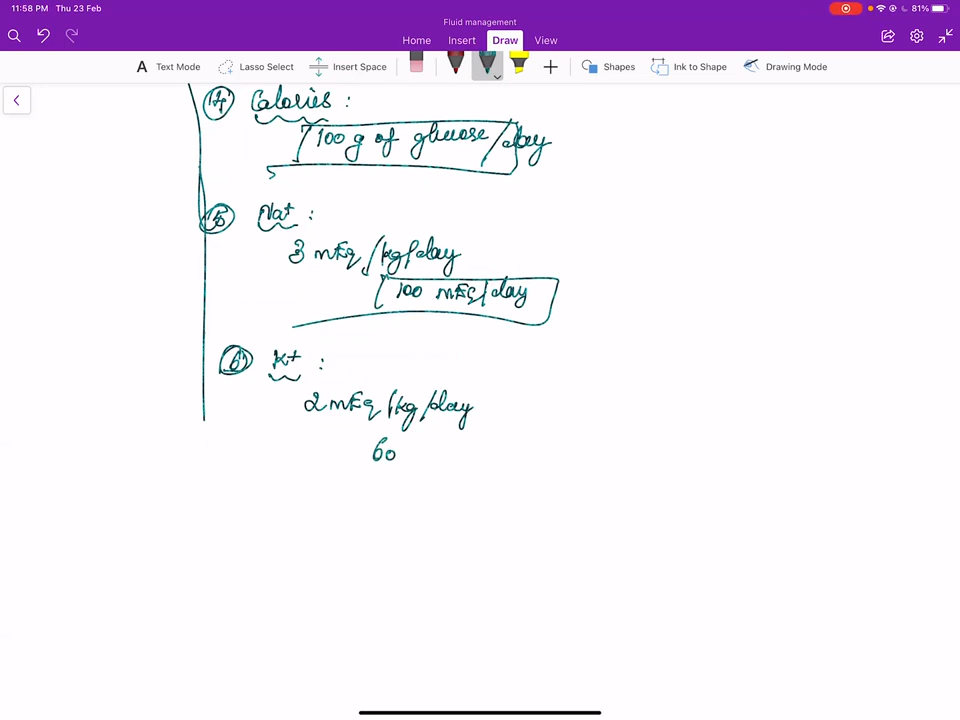 11:58 PM Thu 23 Feb
81%
Fluid management
Home Insert Draw View
A Text Mode Lasso Select Insert Space Shapes Ink to Shape Drawing Mode
④ Calories :
100 g of glucose/day
⑤ Na+ :
3 mEq/kg/day
100 mEq/day
⑥ K+ :
2 mEq/kg/day
60